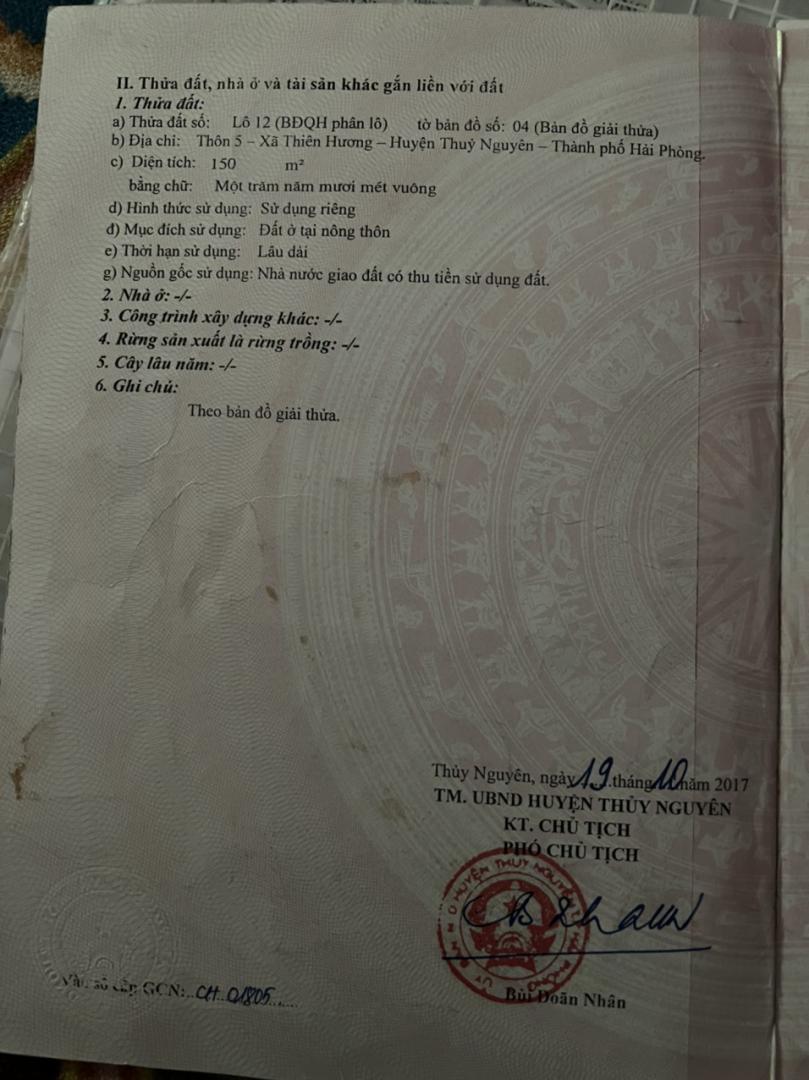 II. Thửa đất, nhà ở và tài sản khác gắn liền với đất
1. Thửa đất:
a) Thửa đất số: Lô 12 (BĐQH phân lô) tờ bản đồ số: 04 (Bản đồ giải thửa)
b) Địa chỉ: Thôn 5 – Xã Thiên Hương – Huyện Thuỷ Nguyên – Thành phố Hải Phòng.
c) Diện tích: 150 m²
bằng chữ: Một trăm năm mươi mét vuông
d) Hình thức sử dụng: Sử dụng riêng
đ) Mục đích sử dụng: Đất ở tại nông thôn
e) Thời hạn sử dụng: Lâu dài
g) Nguồn gốc sử dụng: Nhà nước giao đất có thu tiền sử dụng đất.
2. Nhà ở: -/-
3. Công trình xây dựng khác: -/-
4. Rừng sản xuất là rừng trồng: -/-
5. Cây lâu năm: -/-
6. Ghi chú:
Theo bản đồ giải thửa.
Thủy Nguyên, ngày 19 tháng 10 năm 2017
TM. UBND HUYỆN THỦY NGUYÊN
KT. CHỦ TỊCH
PHÓ CHỦ TỊCH
Bùi Doãn Nhân
Vào sổ cấp GCN: CH 01805